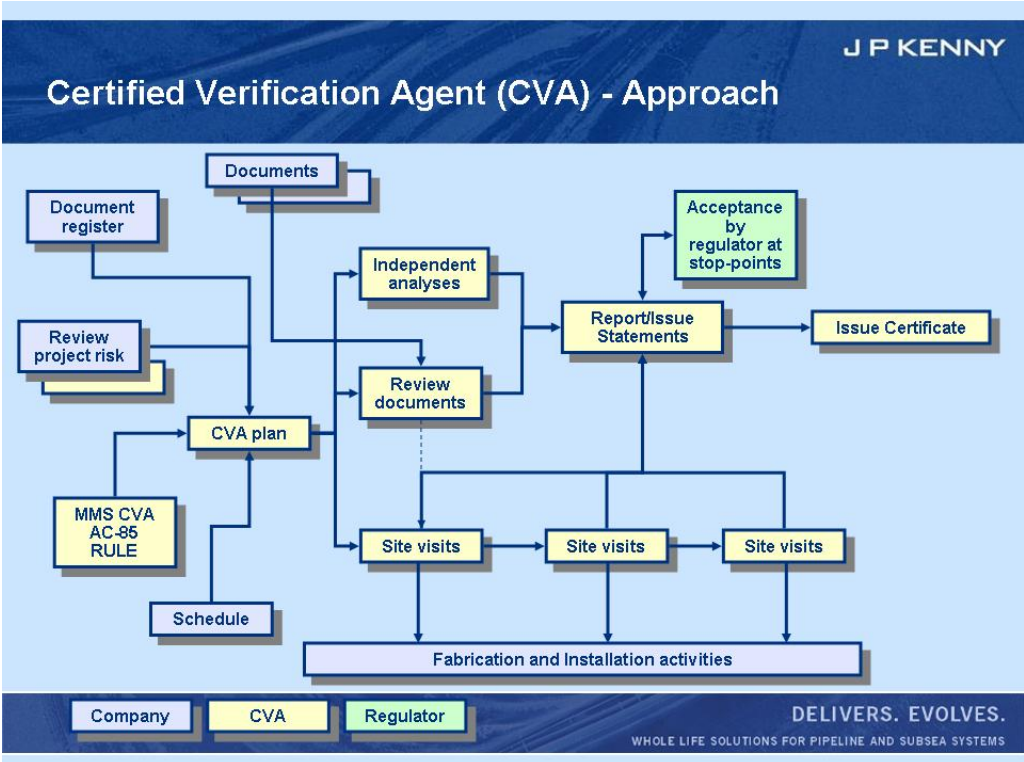 J P KENNY
Certified Verification Agent (CVA) - Approach
Documents
Document
register
Acceptance
by
regulator at
stop-points
Independent
analyses
Report/Issue
Statements
Issue Certificate
Review
project risk
Review
documents
CVA plan
MMS CVA
AC-85
RULE
Site visits
Site visits
Site visits
Schedule
Fabrication and Installation activities
Company
CVA
Regulator
DELIVERS. EVOLVES.
WHOLE LIFE SOLUTIONS FOR PIPELINE AND SUBSEA SYSTEMS